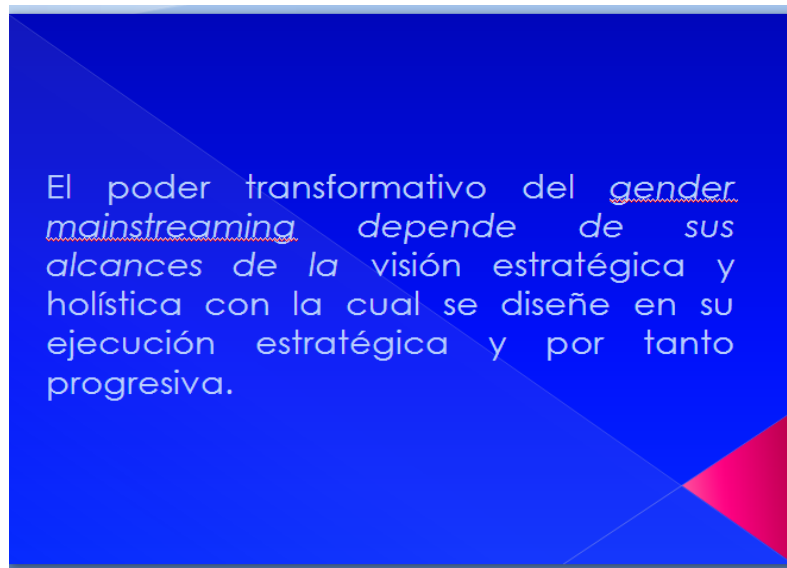 El poder transformativo del gender
mainstreaming depende de sus
alcances de la visión estratégica y
holística con la cual se diseñe en su
ejecución estratégica y por tanto
progresiva.